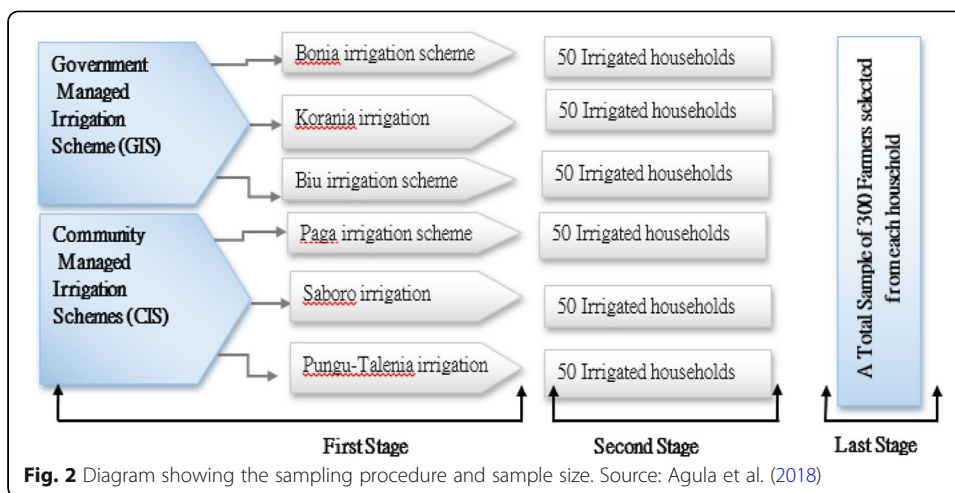 Government
Managed
Irrigation
Scheme (GIS)
Bonia irrigation scheme
Korania irrigation
Biu irrigation scheme
50 Irrigated households
50 Irrigated households
50 Irrigated households
Community
Managed
Irrigation
Schemes (CIS)
Paga irrigation scheme
Saboro irrigation
Pungu-Talenia irrigation
50 Irrigated households
50 Irrigated households
50 Irrigated households
A Total Sample of 300 Farmers selected
from each household
First Stage
Second Stage
Last Stage
Fig. 2 Diagram showing the sampling procedure and sample size. Source: Agula et al. (2018)